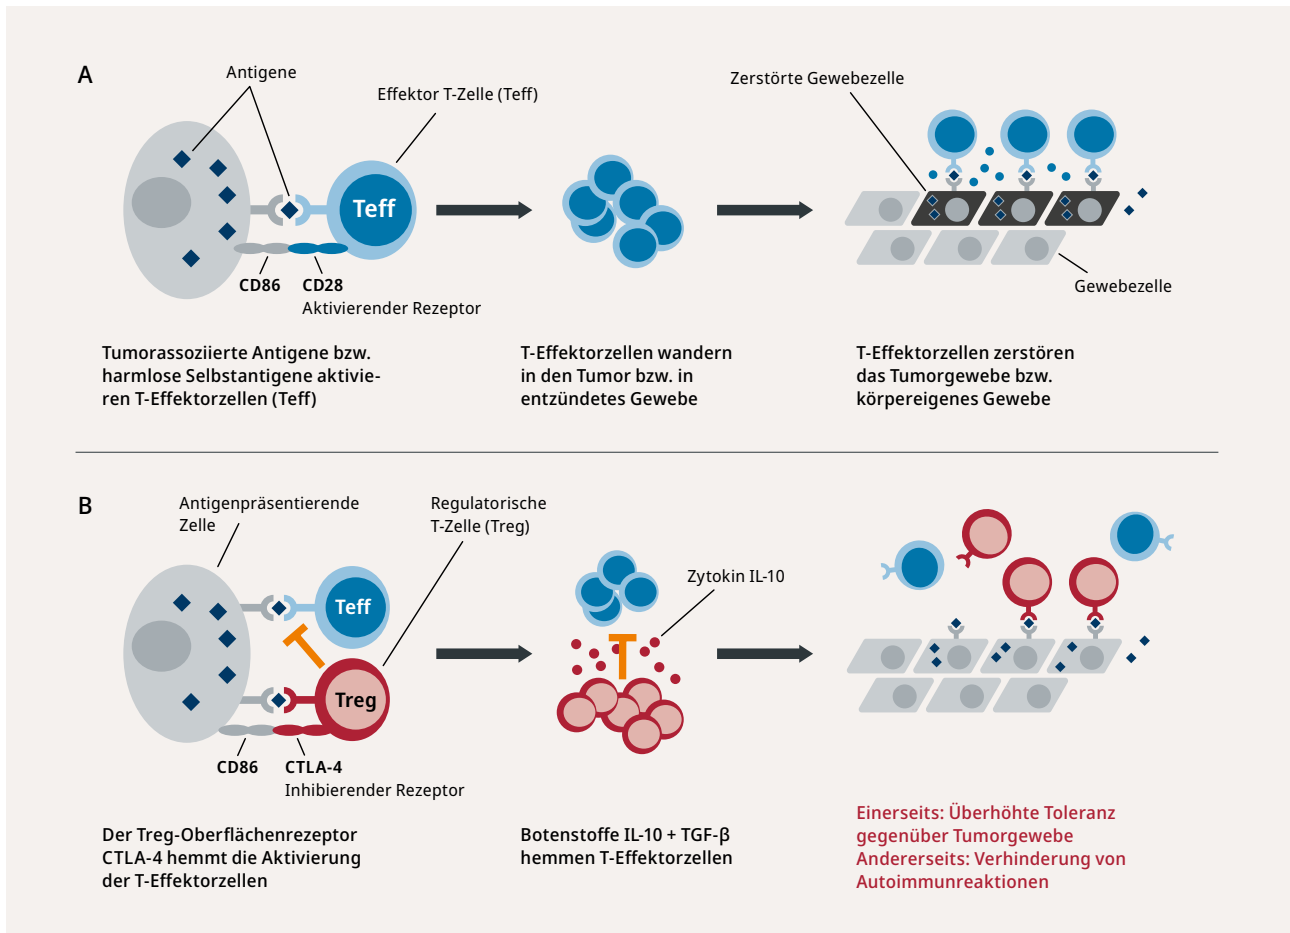 A
Antigene
Effektor T-Zelle (Teff)
Zerstörte Gewebezelle
Teff
CD86
CD28
Aktivierender Rezeptor
Gewebezelle
Tumorassoziierte Antigene bzw.
harmlose Selbstantigene aktivie-
ren T-Effektorzellen (Teff)
T-Effektorzellen wandern
in den Tumor bzw. in
entzündetes Gewebe
T-Effektorzellen zerstören
das Tumorgewebe bzw.
körpereigenes Gewebe
B
Antigenpräsentierende
Zelle
Regulatorische
T-Zelle (Treg)
Zytokin IL-10
Teff
Treg
CD86
CTLA-4
Inhibierender Rezeptor
Der Treg-Oberflächenrezeptor
CTLA-4 hemmt die Aktivierung
der T-Effektorzellen
Botenstoffe IL-10 + TGF-β
hemmen T-Effektorzellen
Einerseits: Überhöhte Toleranz
gegenüber Tumorgewebe
Andererseits: Verhinderung von
Autoimmunreaktionen